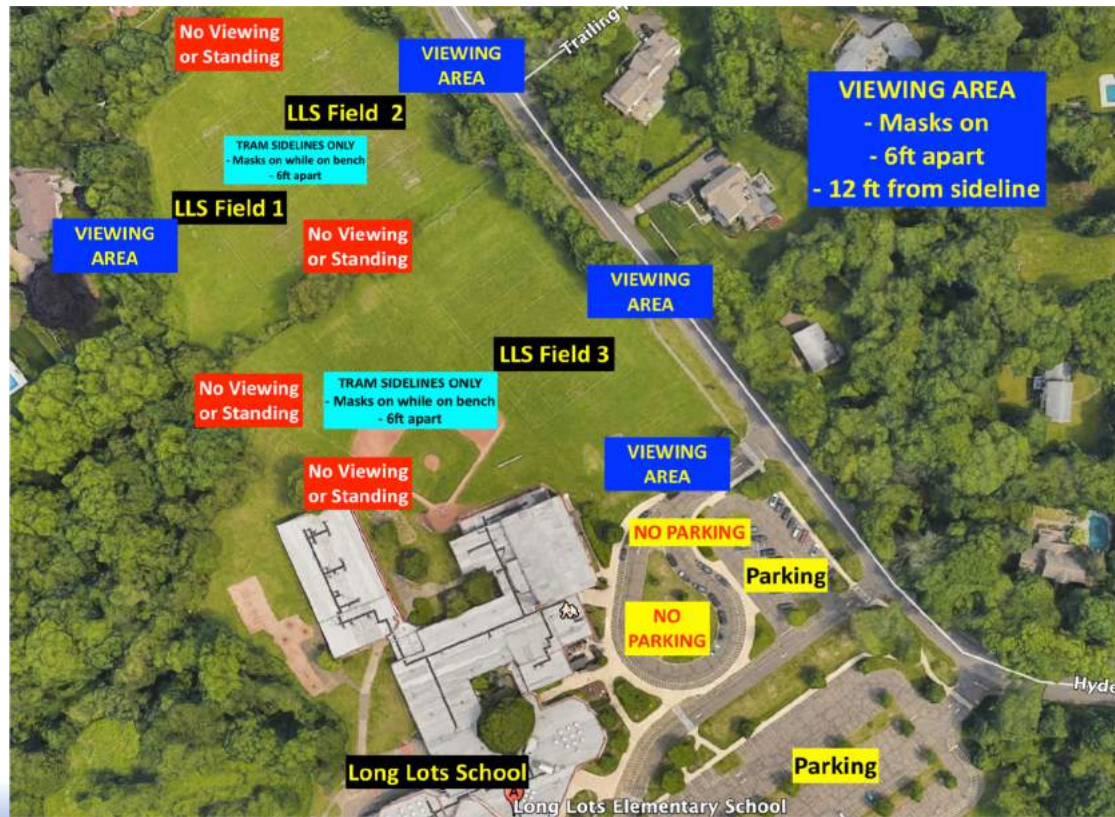 No Viewing
or Standing
VIEWING
AREA
Trailing
VIEWING AREA
- Masks on
- 6ft apart
- 12 ft from sideline
LLS Field 2
TRAM SIDELINES ONLY
- Masks on while on bench
- 6ft apart
LLS Field 1
VIEWING
AREA
No Viewing
or Standing
VIEWING
AREA
LLS Field 3
No Viewing
or Standing
TRAM SIDELINES ONLY
- Masks on while on bench
- 6ft apart
VIEWING
AREA
No Viewing
or Standing
NO PARKING
Parking
NO
PARKING
Hyde
Long Lots School
Parking
A
Long Lots Elementary School